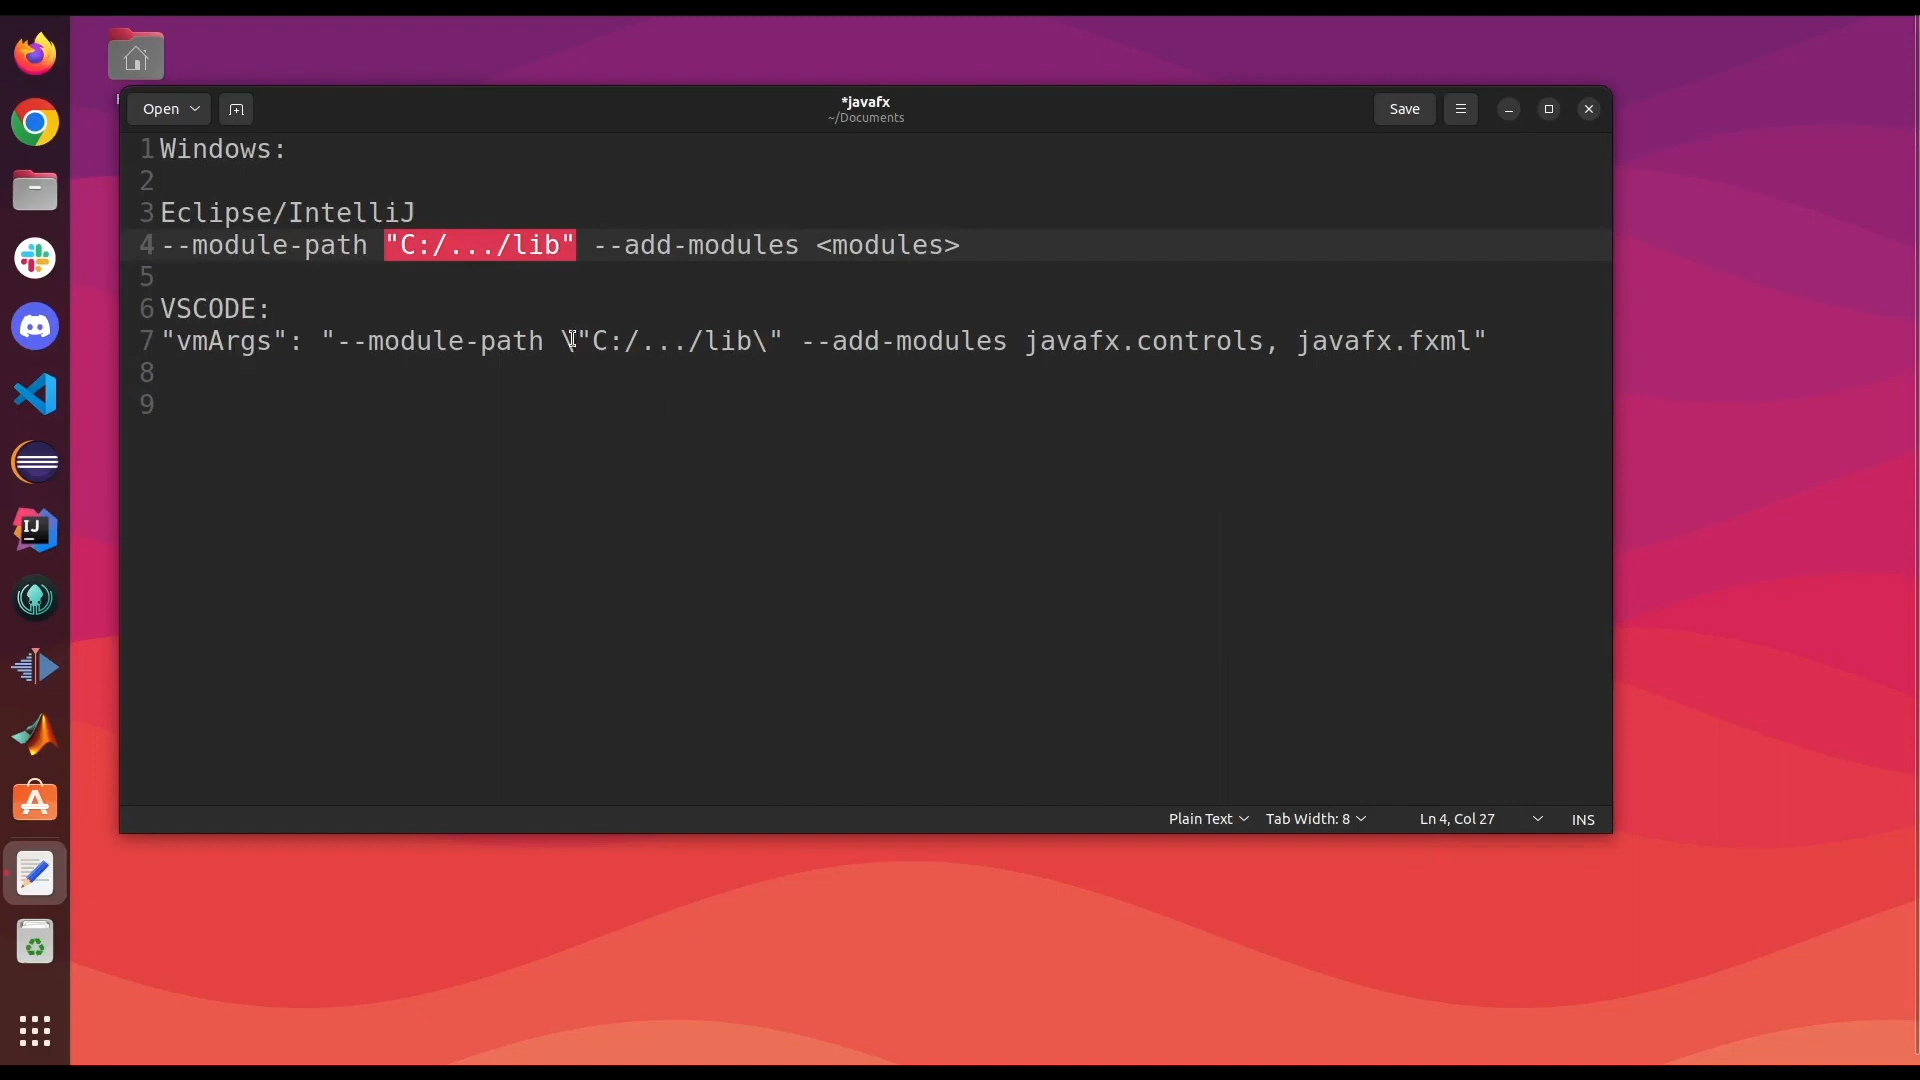 Open
*javafx
~/Documents
Save
1 Windows:
2
3 Eclipse/IntelliJ
4 --module-path "C:/.../lib" --add-modules <modules>
5
6 VSCODE:
7 "vmArgs": "--module-path \"C:/.../lib\" --add-modules javafx.controls, javafx.fxml"
8
9
IJ
Plain Text Tab Width: 8 Ln 4, Col 27 INS